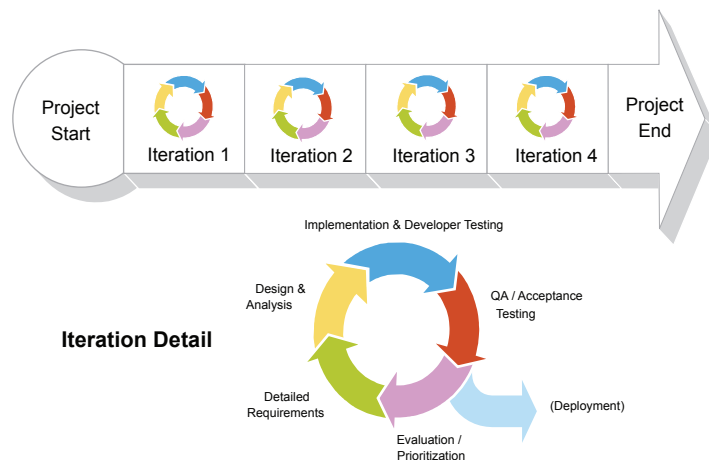 Project
Start
Iteration 1
Iteration 2
Iteration 3
Iteration 4
Project
End
Implementation & Developer Testing
Design &
Analysis
QA / Acceptance
Testing
Iteration Detail
Detailed
Requirements
(Deployment)
Evaluation /
Prioritization